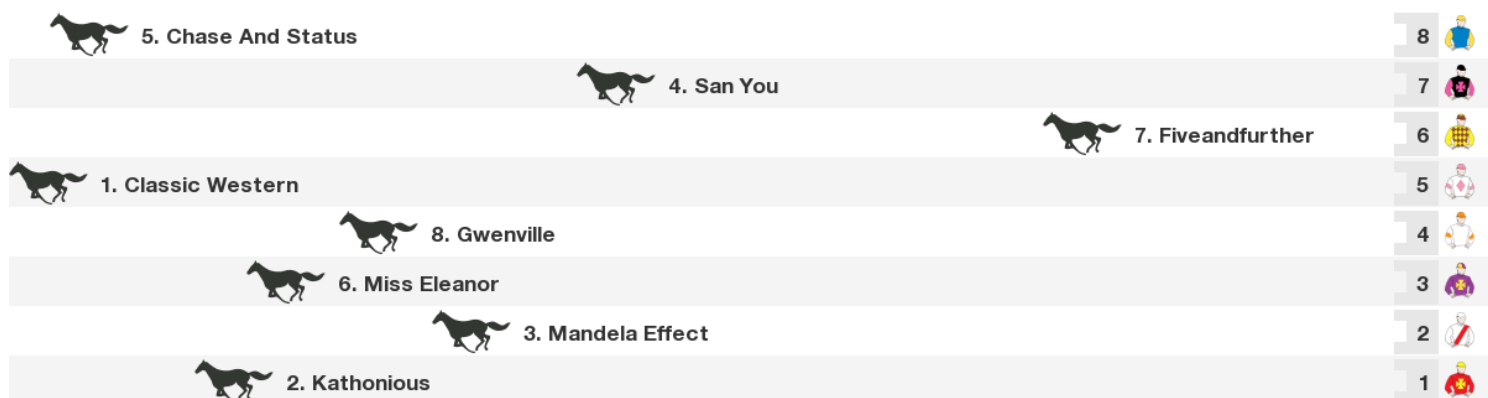 5. Chase And Status 8
4. San You 7
7. Fiveandfurther 6
1. Classic Western 5
8. Gwenville 4
6. Miss Eleanor 3
3. Mandela Effect 2
2. Kathonious 1